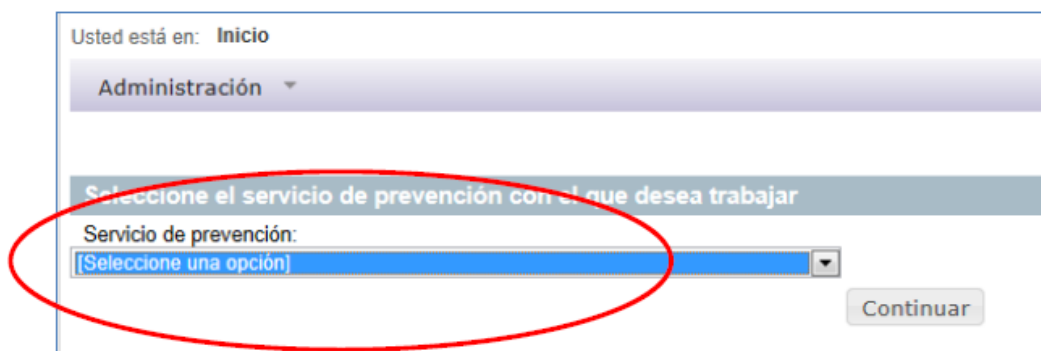 Usted está en: Inicio
Administración
Seleccione el servicio de prevención con el que desea trabajar
Servicio de prevención:
[Seleccione una opción]
Continuar